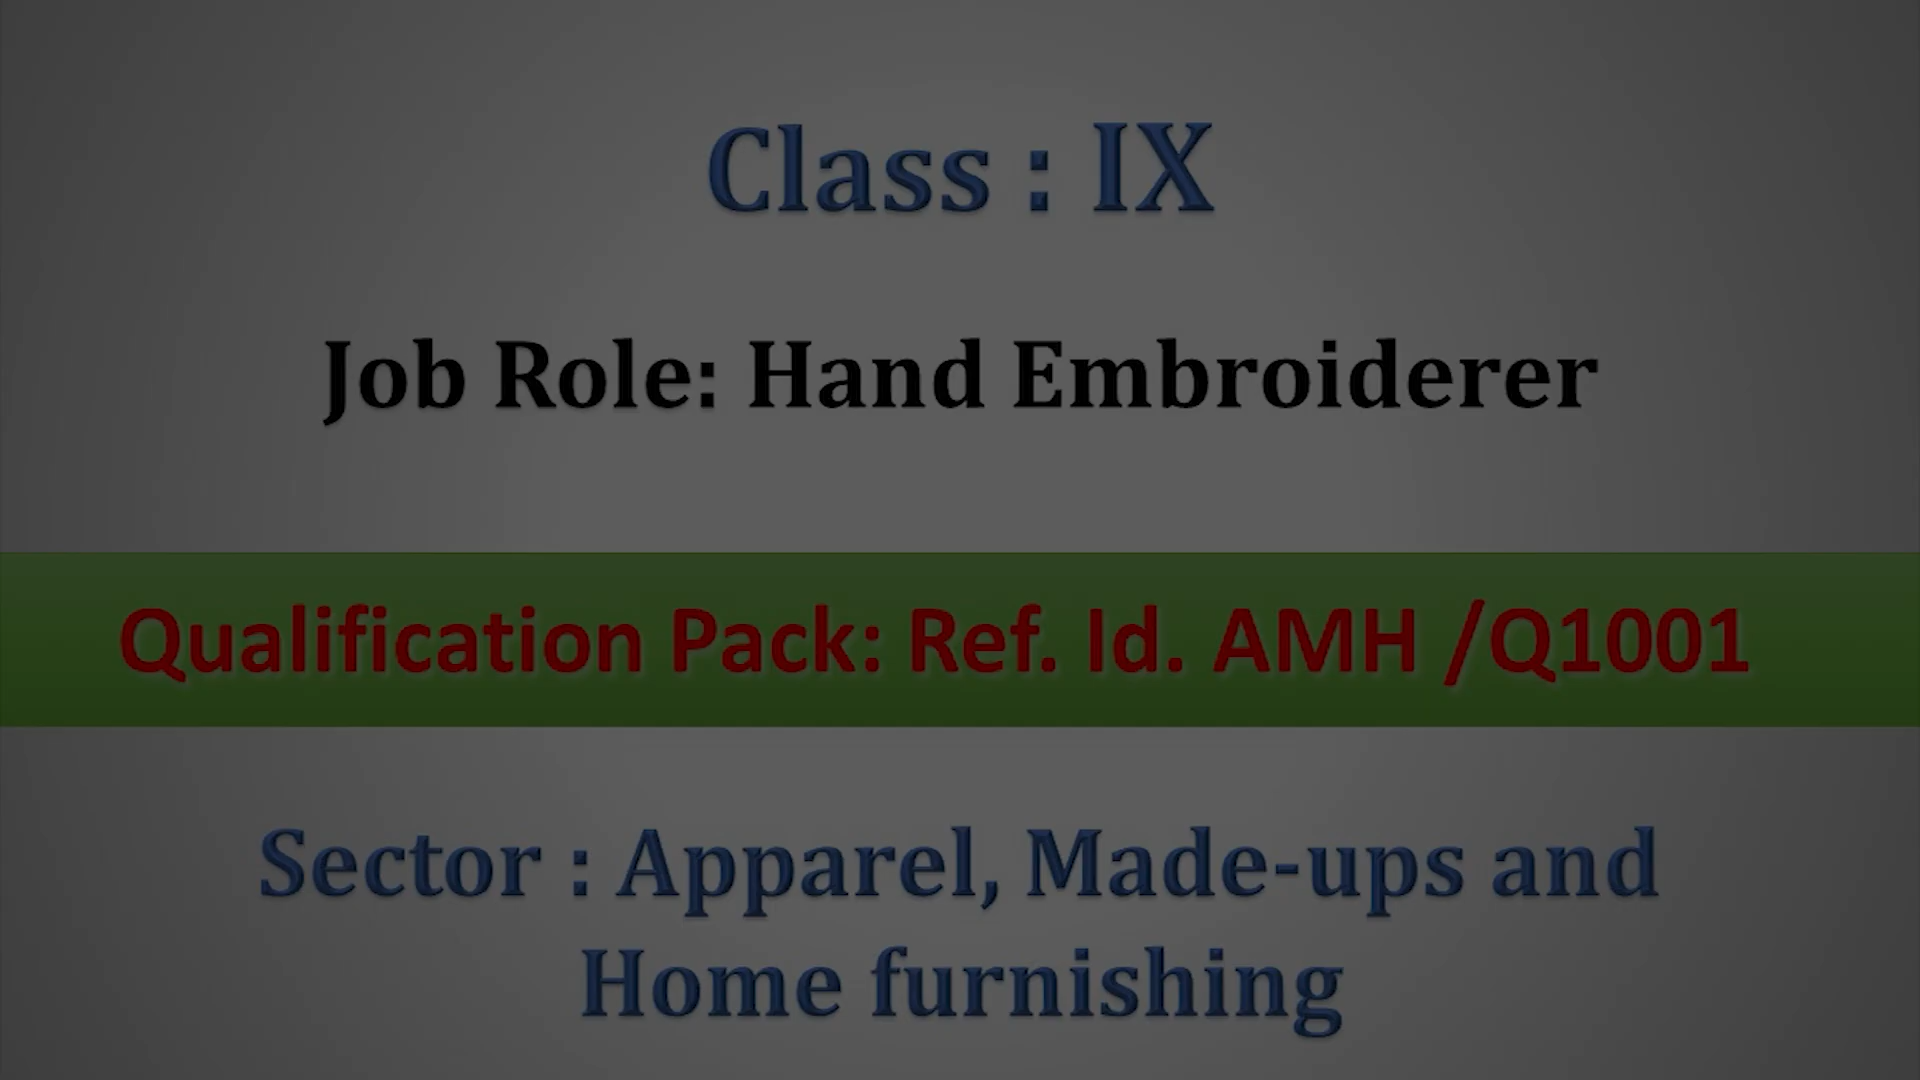 Class : IX
Job Role: Hand Embroiderer
Qualification Pack: Ref. Id. AMH /Q1001
Sector : Apparel, Made-ups and
Home furnishing